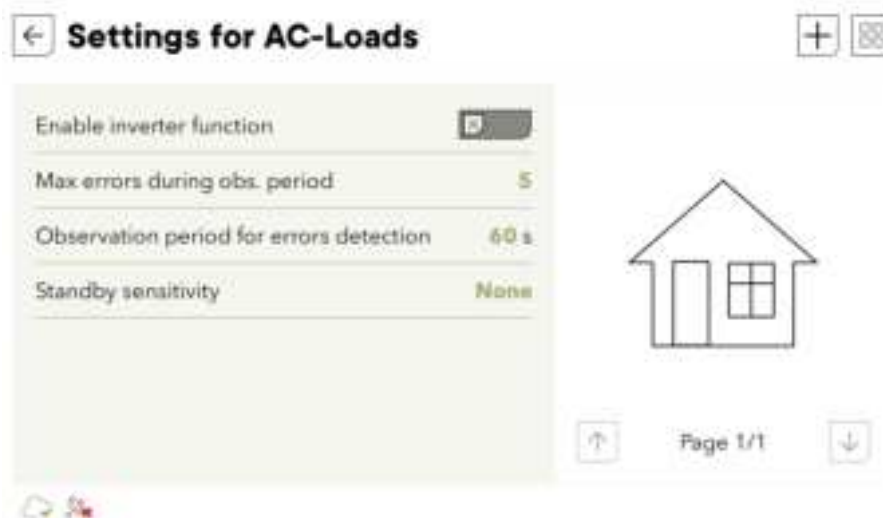 Settings for AC-Loads
Enable inverter function
Max errors during obs. period 5
Observation period for errors detection 60 s
Standby sensitivity None
Page 1/1